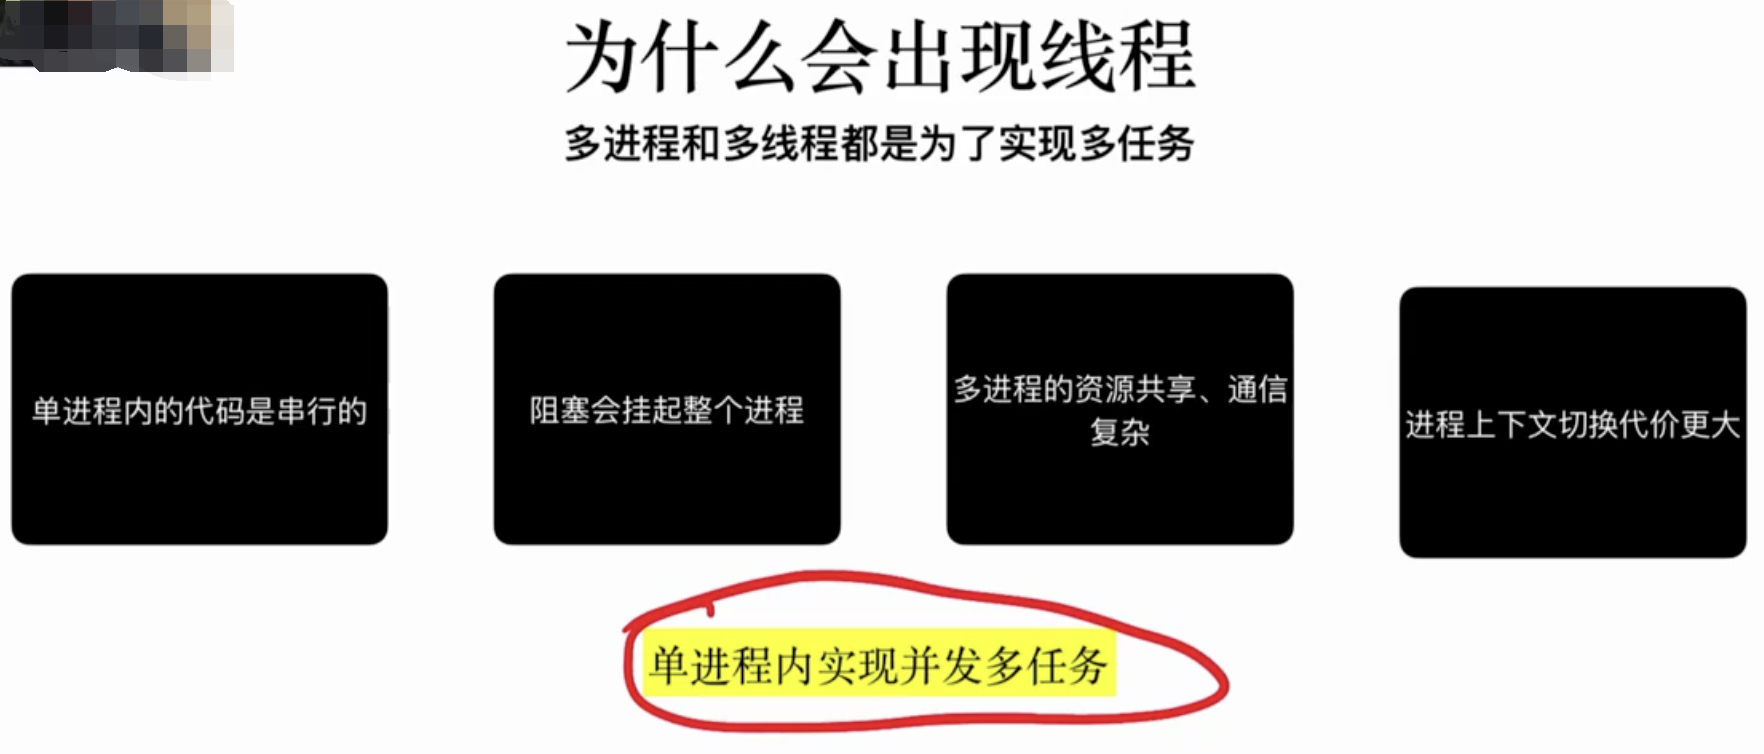 为什么会出现线程
多进程和多线程都是为了实现多任务
单进程内的代码是串行的
阻塞会挂起整个进程
多进程的资源共享、通信
复杂
进程上下文切换代价更大
单进程内实现并发多任务